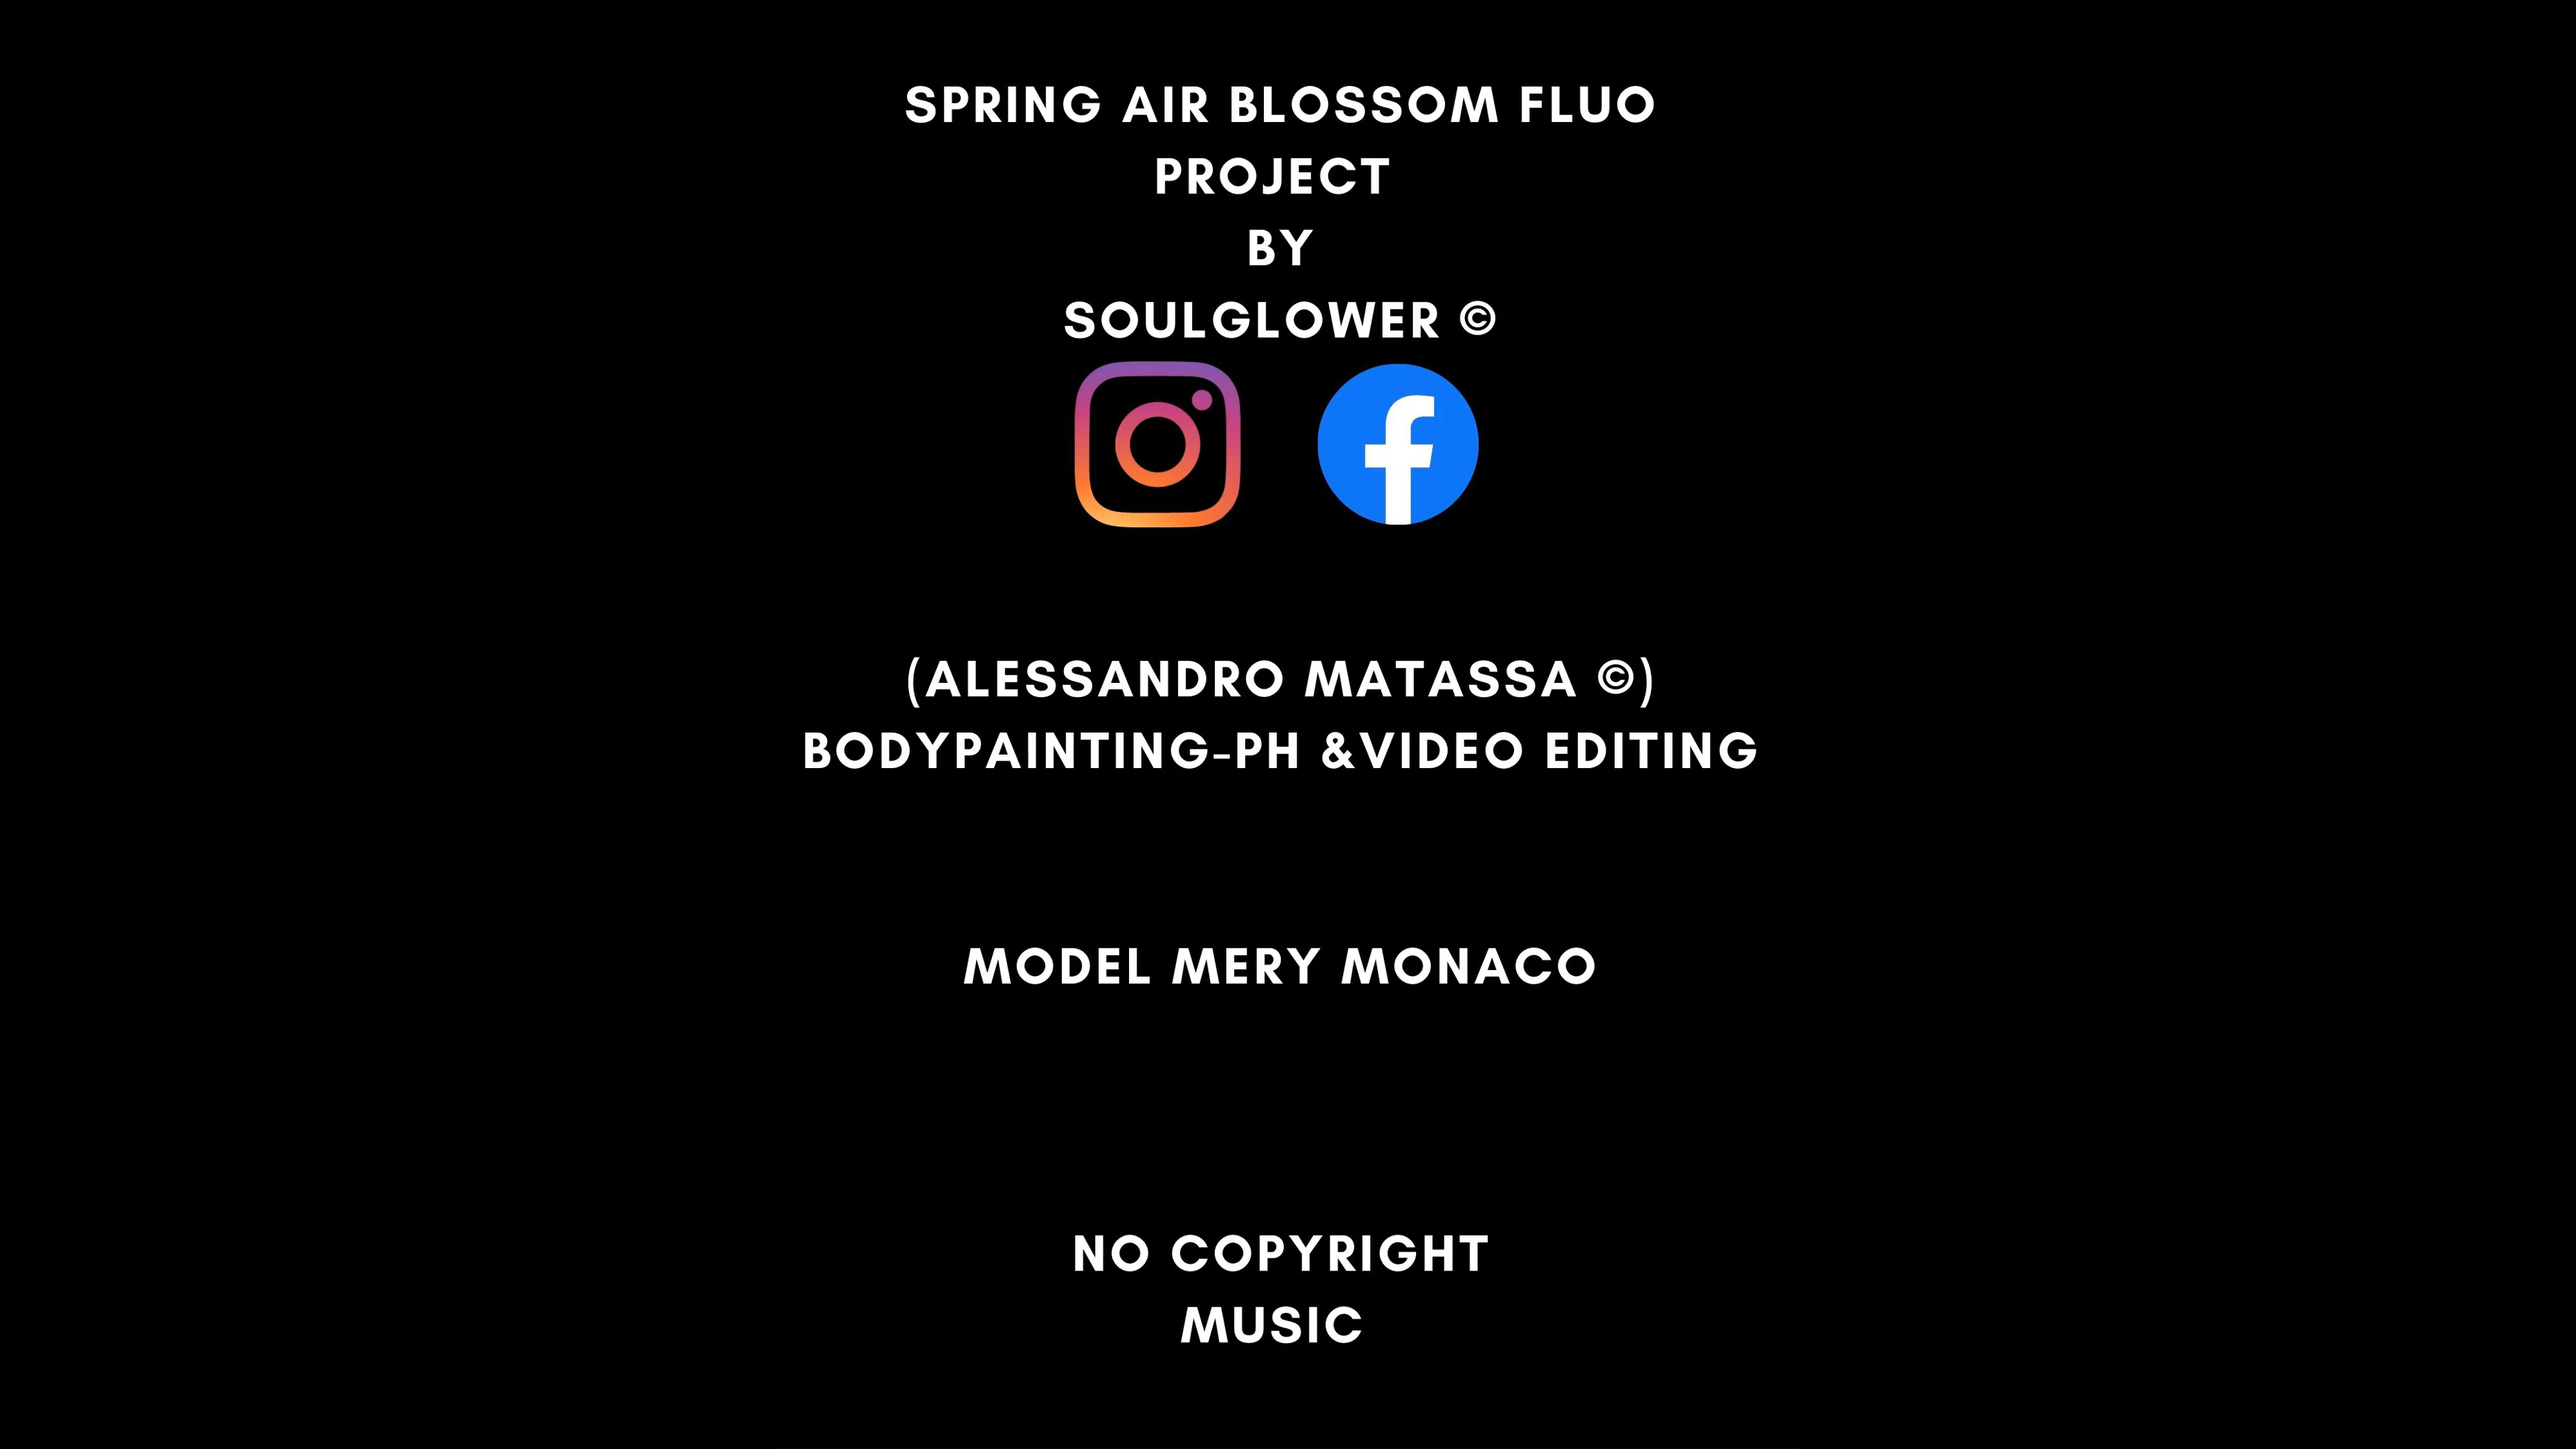 SPRING AIR BLOSSOM FLUO
PROJECT
BY
SOULGLOWER ©
(ALESSANDRO MATASSA ©)
BODYPAINTING-PH &VIDEO EDITING
MODEL MERY MONACO
NO COPYRIGHT
MUSIC